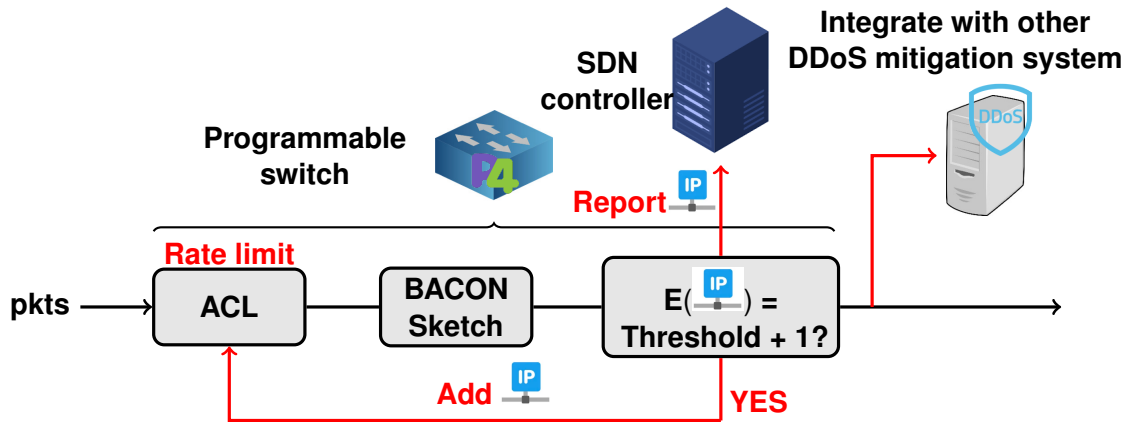 Integrate with other
DDoS mitigation system
SDN
controller
DDoS
Programmable
switch
P4
Report IP
Rate limit
pkts
ACL
BACON
Sketch
E( IP ) =
Threshold + 1?
Add IP
YES